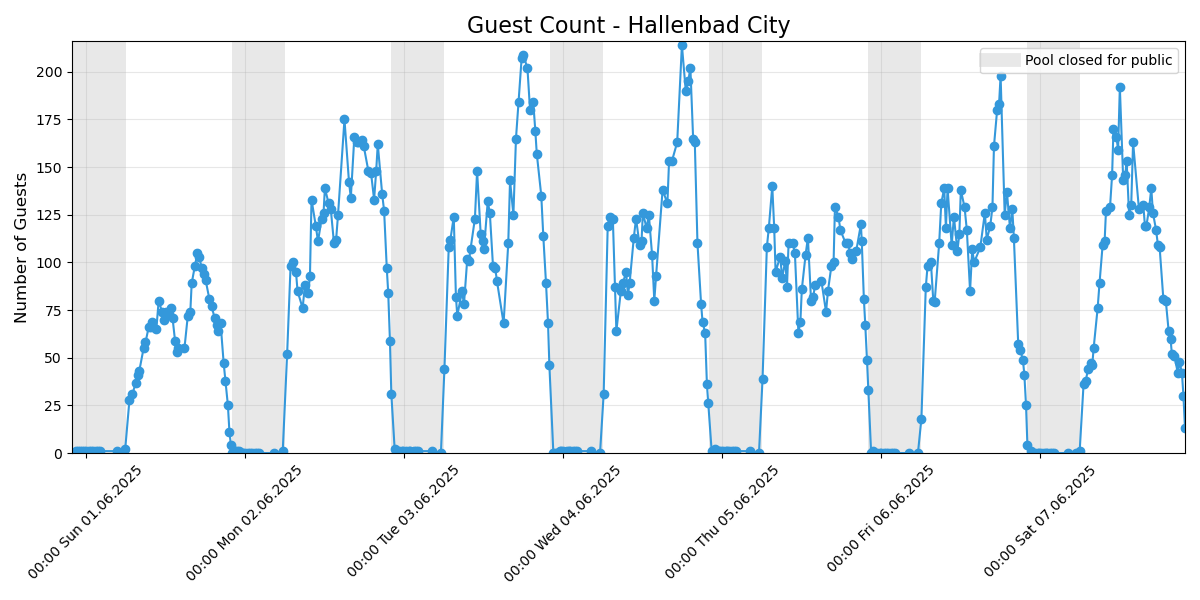 Guest Count - Hallenbad City
Pool closed for public
Number of Guests
200
175
150
125
100
75
50
25
0
00:00 Sun 01.06.2025
00:00 Mon 02.06.2025
00:00 Tue 03.06.2025
00:00 Wed 04.06.2025
00:00 Thu 05.06.2025
00:00 Fri 06.06.2025
00:00 Sat 07.06.2025